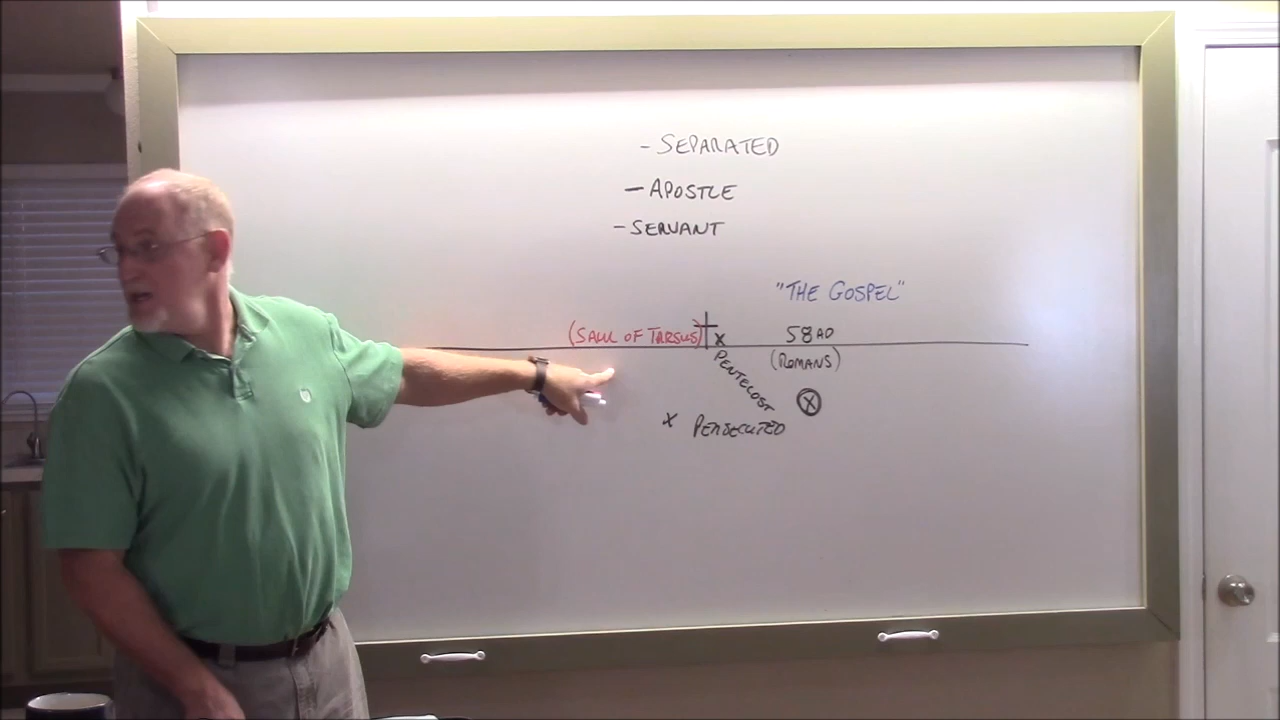 - SEPARATED
- APOSTLE
- SERVANT
"THE GOSPEL"
(SAUL OF TARSUS) x 58 AD
PENTECOST (ROMANS)
x PERSECUTED x